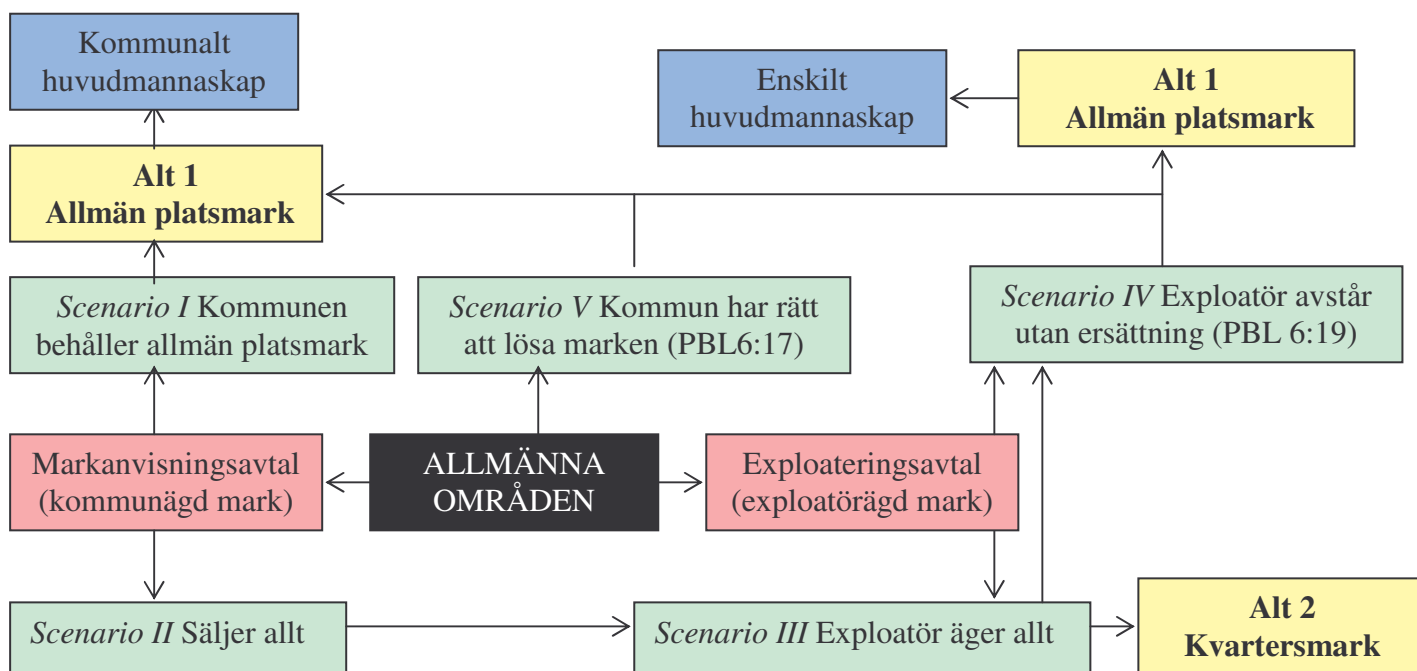 Kommunalt
huvudmannaskap
Enskilt
huvudmannaskap
Alt 1
Allmän platsmark
Alt 1
Allmän platsmark
Scenario I Kommunen
behåller allmän platsmark
Scenario V Kommun har rätt
att lösa marken (PBL6:17)
Scenario IV Exploatör avstår
utan ersättning (PBL 6:19)
Markanvisningsavtal
(kommunägd mark)
ALLMÄNNA
OMRÅDEN
Exploateringsavtal
(exploatörägd mark)
Scenario II Säljer allt
Scenario III Exploatör äger allt
Alt 2
Kvartersmark